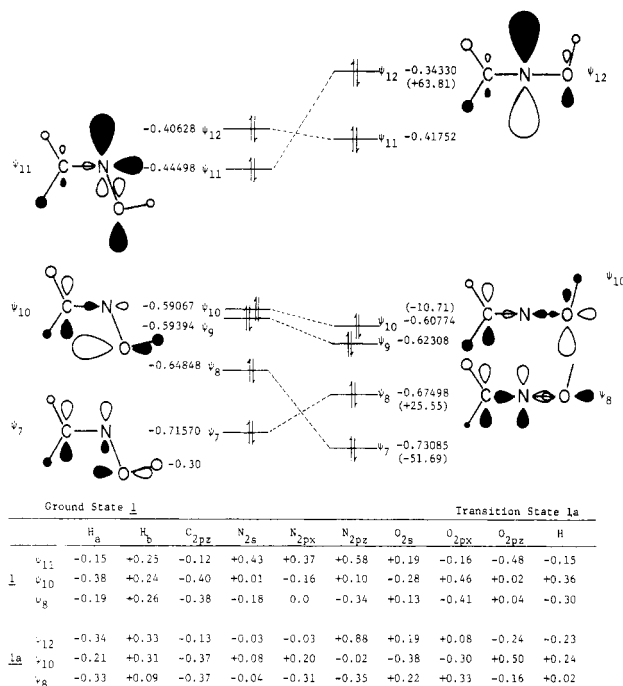 ψ12 -0.34330
(+63.81)
C N O ψ12
-0.40628 ψ12
ψ11 -0.41752
ψ11 C N O
-0.44498 ψ11
ψ10 C N O
-0.59067 ψ10
-0.59394 ψ9
(-10.71)
ψ10 -0.60774
ψ9 -0.62308
C N O ψ10
-0.64848 ψ8
ψ8 -0.67498
(+25.55)
C N O ψ8
ψ7 C N O -0.30
-0.71570 ψ7
ψ7 -0.73085
(-51.69)
Ground State 1 Transition State 1a
Ha Hb C2pz N2s N2px N2pz O2s O2px O2pz H
ψ11 -0.15 +0.25 -0.12 +0.43 +0.37 +0.58 +0.19 -0.16 -0.48 -0.15
1 ψ10 -0.38 +0.24 -0.40 +0.01 -0.16 +0.10 -0.28 +0.46 +0.02 +0.36
ψ8 -0.19 +0.26 -0.38 -0.18 0.0 -0.34 +0.13 -0.41 +0.04 -0.30
ψ12 -0.34 +0.33 -0.13 -0.03 -0.03 +0.88 +0.19 +0.08 -0.24 -0.23
1a ψ10 -0.21 +0.31 -0.37 +0.08 +0.20 -0.02 -0.38 -0.30 +0.50 +0.24
ψ8 -0.33 +0.09 -0.37 -0.04 -0.31 -0.35 +0.22 +0.33 -0.16 +0.02